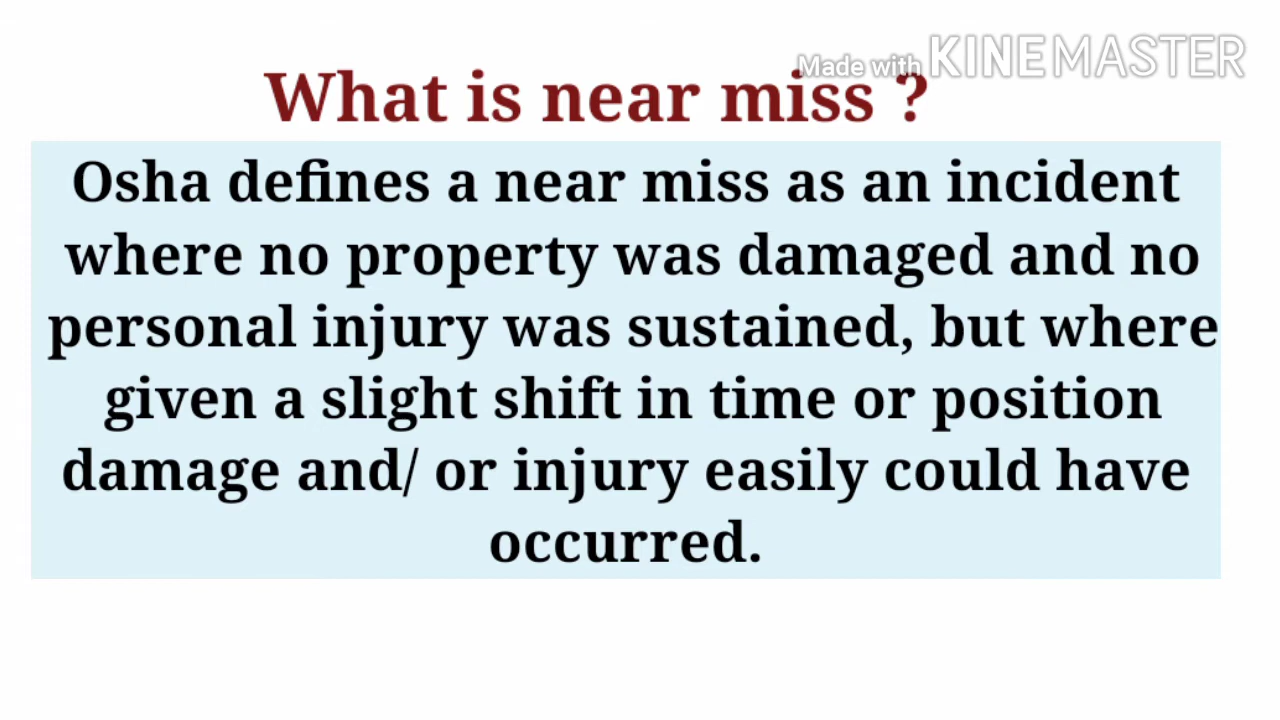 Made with KINEMASTER
What is near miss ?
Osha defines a near miss as an incident
where no property was damaged and no
personal injury was sustained, but where
given a slight shift in time or position
damage and/ or injury easily could have
occurred.